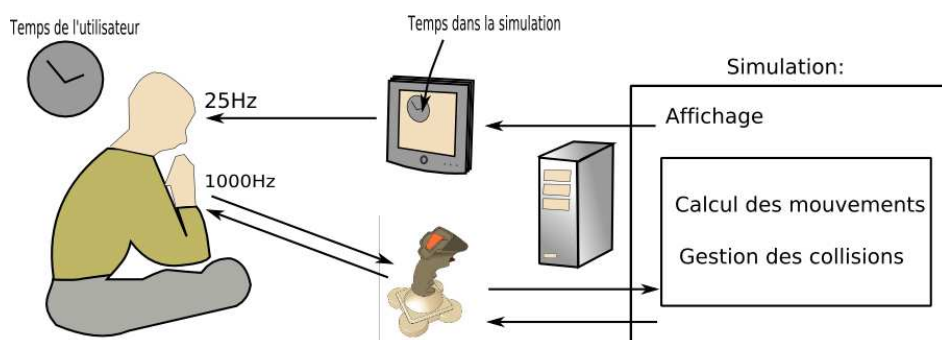 Temps de l'utilisateur
Temps dans la simulation
Simulation:
25Hz
Affichage
1000Hz
Calcul des mouvements
Gestion des collisions